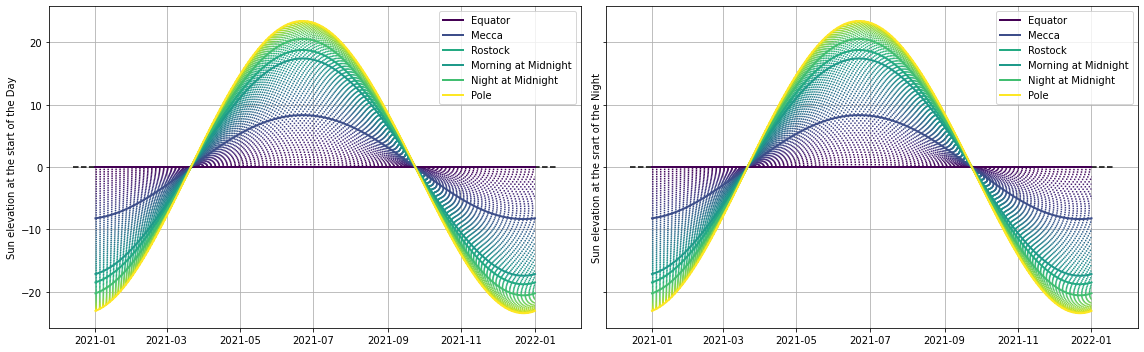 Sun elevation at the start of the Day
20
10
0
−10
−20
2021-01
2021-03
2021-05
2021-07
2021-09
2021-11
2022-01
Equator
Mecca
Rostock
Morning at Midnight
Night at Midnight
Pole
Sun elevation at the srart of the Night
2021-01
2021-03
2021-05
2021-07
2021-09
2021-11
2022-01
Equator
Mecca
Rostock
Morning at Midnight
Night at Midnight
Pole